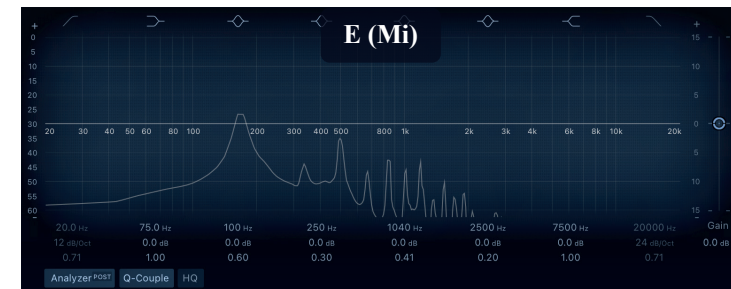 E (Mi)
+ +
0 15
5 10
10
15 5
20
25
30 0
20 30 40 50 60 80 100 200 300 400 500 800 1k 2k 3k 4k 6k 8k 10k 20k
35
40 5
45
50 10
55
60 15
- -
20.0 Hz 75.0 Hz 100 Hz 250 Hz 1040 Hz 2500 Hz 7500 Hz 20000 Hz Gain
12 dB/Oct 0.0 dB 0.0 dB 0.0 dB 0.0 dB 0.0 dB 0.0 dB 24 dB/Oct 0.0 dB
0.71 1.00 0.60 0.30 0.41 0.20 1.00 0.71
Analyzer POST Q-Couple HQ